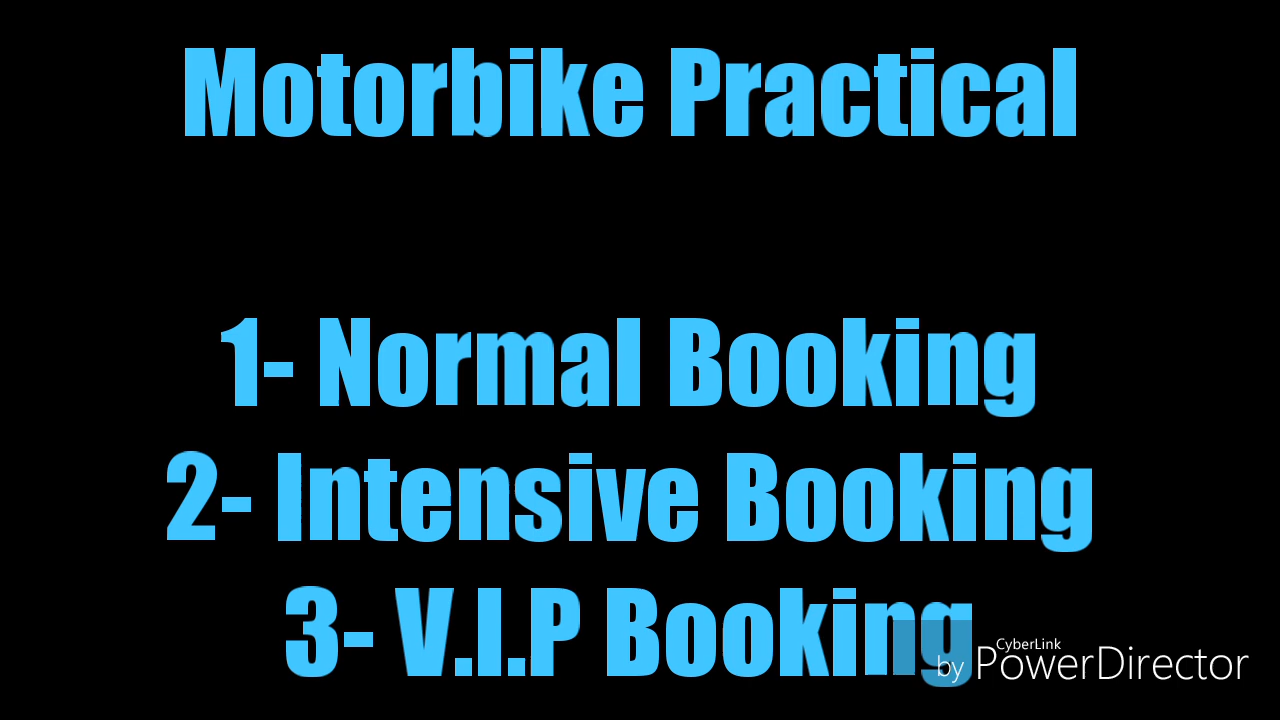 Motorbike Practical
1- Normal Booking
2- Intensive Booking
3- V.I.P Booking
CyberLink
by PowerDirector